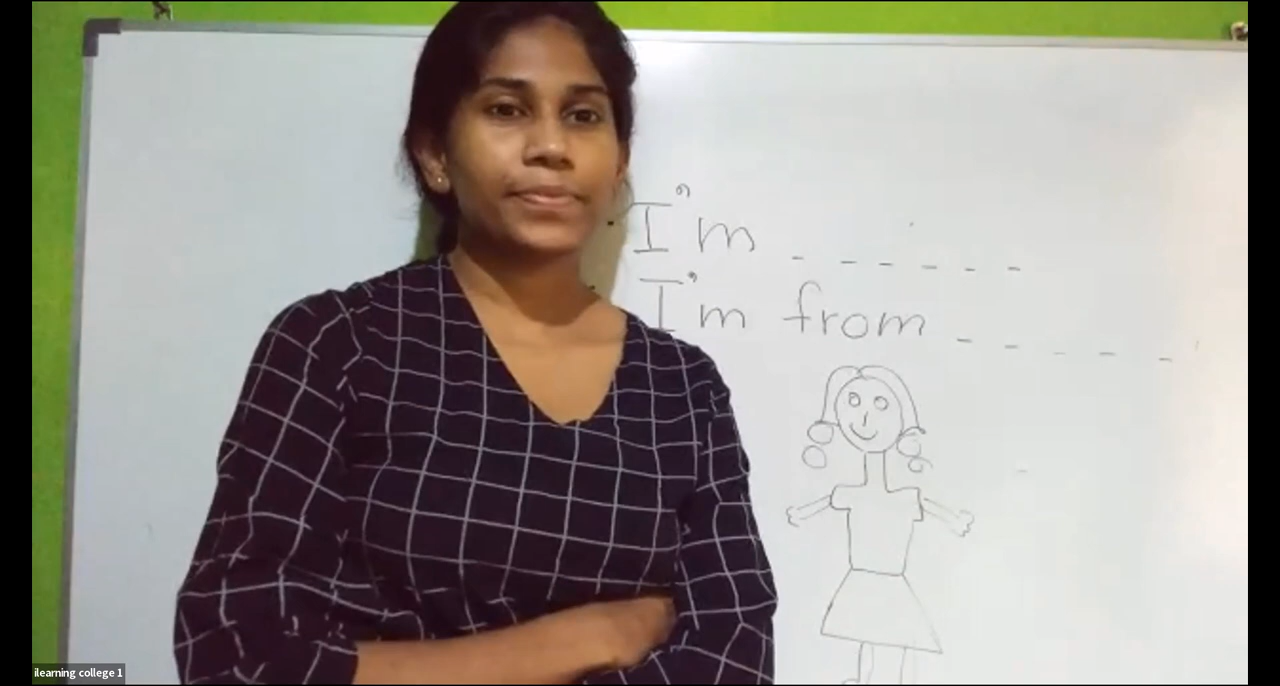 I'm _ _ _ _ _ _
I'm from _ _ _ _ _
ilearning college 1